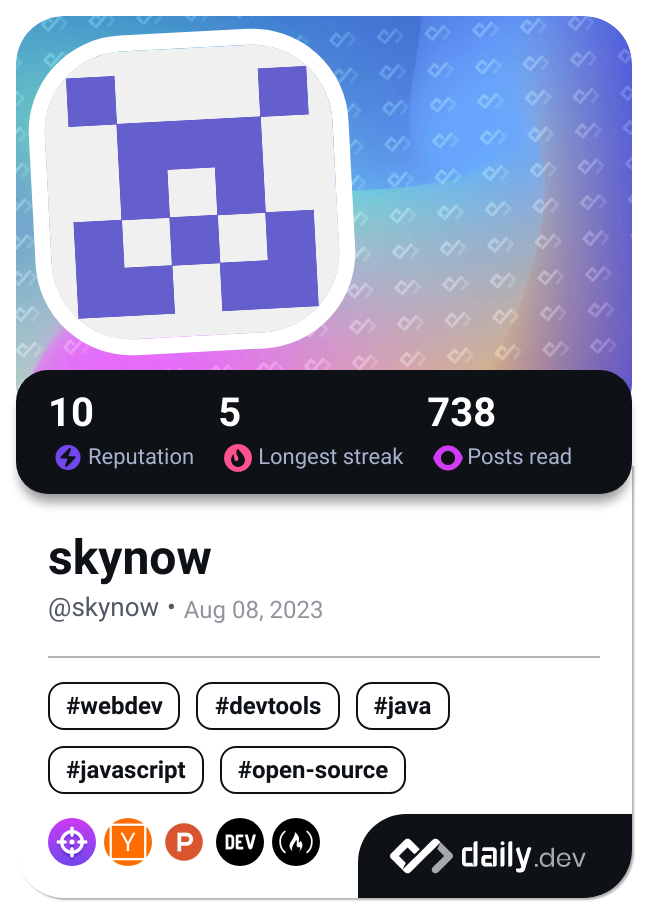 10 5 738
Reputation Longest streak Posts read
skynow
@skynow • Aug 08, 2023
#webdev #devtools #java
#javascript #open-source
Y P DEV
daily.dev